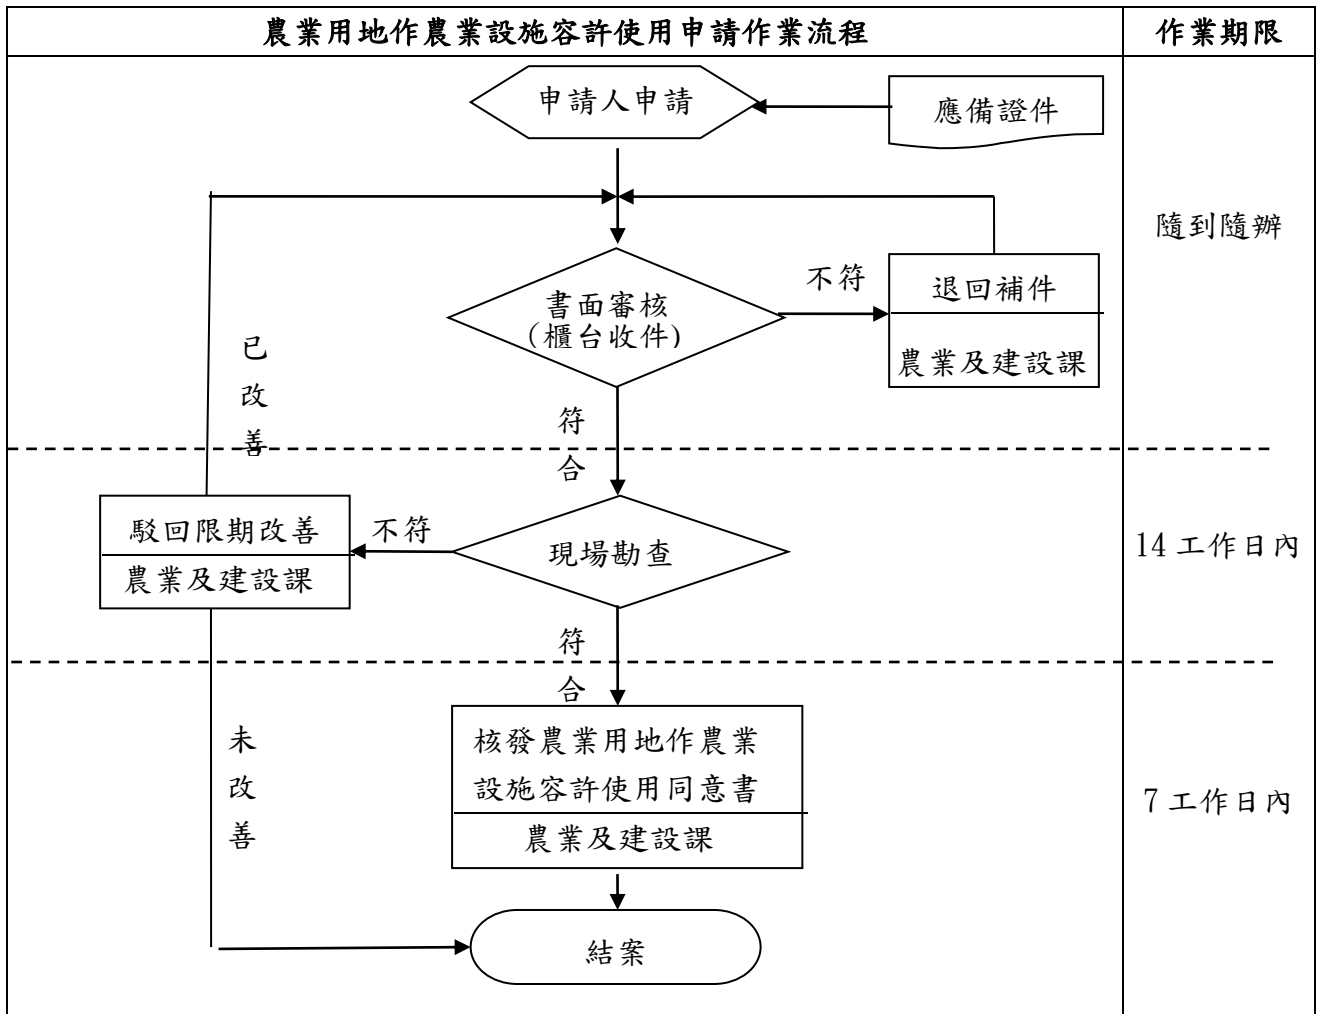 農業用地作農業設施容許使用申請作業流程
作業期限
申請人申請
應備證件
隨到隨辦
書面審核
(櫃台收件)
不符
退回補件
農業及建設課
已
改
善
符
合
駁回限期改善
農業及建設課
不符
現場勘查
14 工作日內
符
合
未
改
善
核發農業用地作農業
設施容許使用同意書
農業及建設課
7 工作日內
結案